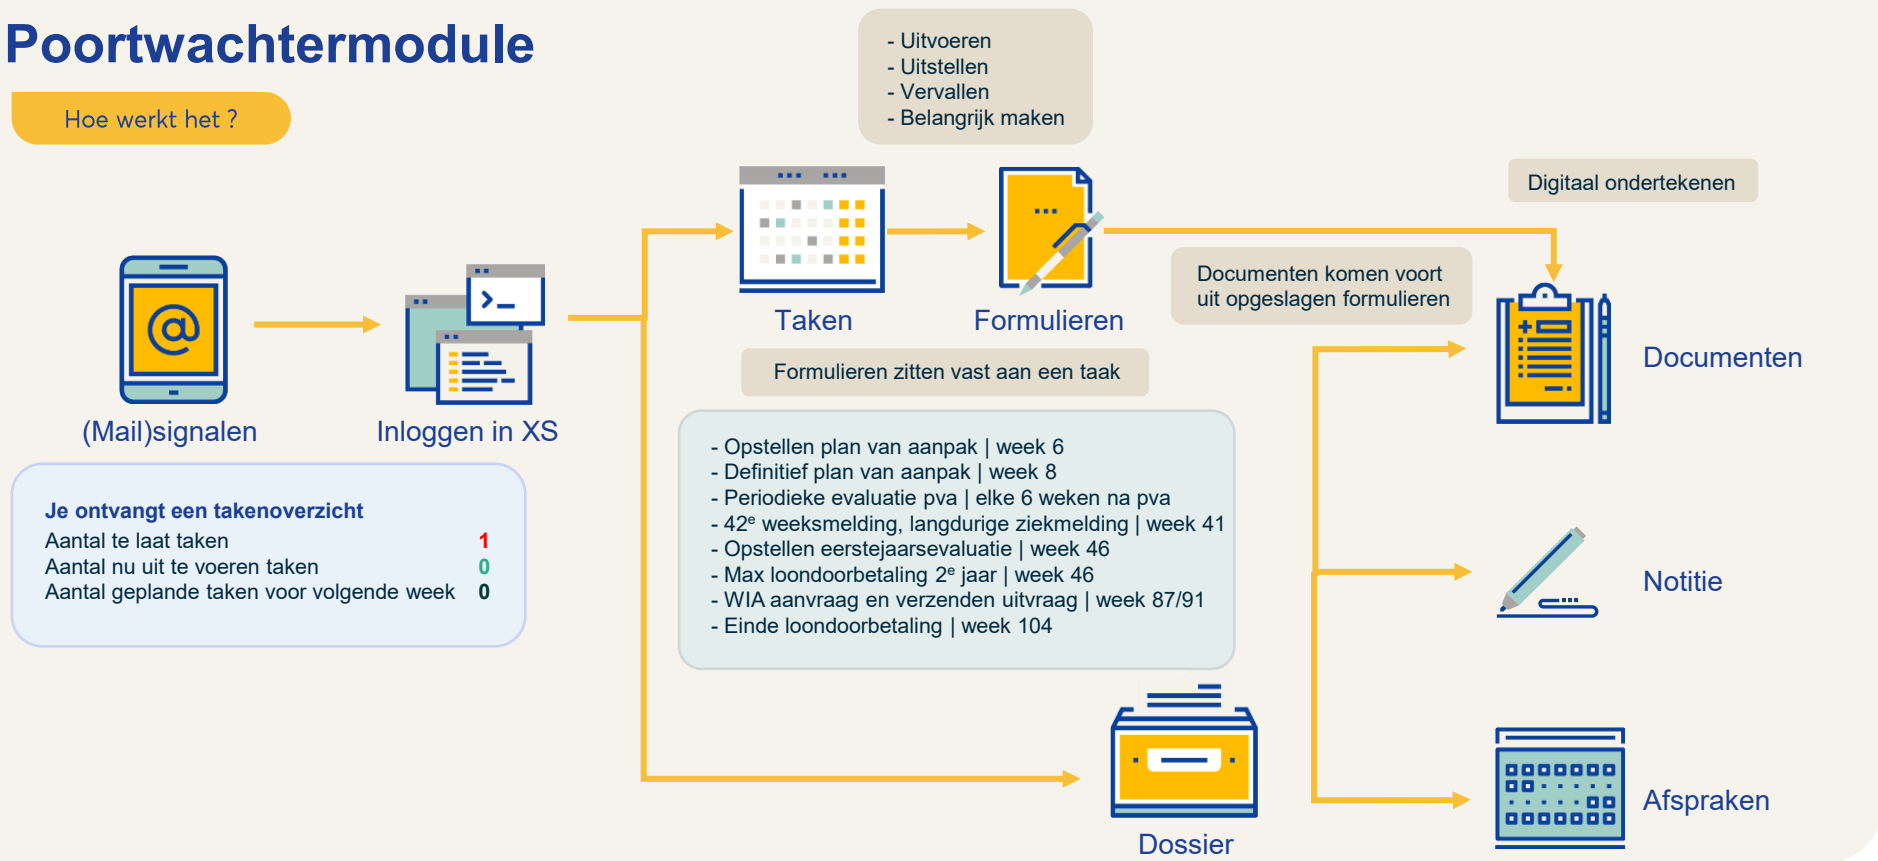 Poortwachtermodule
Hoe werkt het ?
- Uitvoeren
- Uitstellen
- Vervallen
- Belangrijk maken
Digitaal ondertekenen
Documenten komen voort
uit opgeslagen formulieren
Taken
Formulieren
Formulieren zitten vast aan een taak
Documenten
(Mail)signalen
Inloggen in XS
Je ontvangt een takenoverzicht
Aantal te laat taken 1
Aantal nu uit te voeren taken 0
Aantal geplande taken voor volgende week 0
- Opstellen plan van aanpak | week 6
- Definitief plan van aanpak | week 8
- Periodieke evaluatie pva | elke 6 weken na pva
- 42e weeksmelding, langdurige ziekmelding | week 41
- Opstellen eerstejaarsevaluatie | week 46
- Max loondoorbetaling 2e jaar | week 46
- WIA aanvraag en verzenden uitvraag | week 87/91
- Einde loondoorbetaling | week 104
Notitie
Afspraken
Dossier